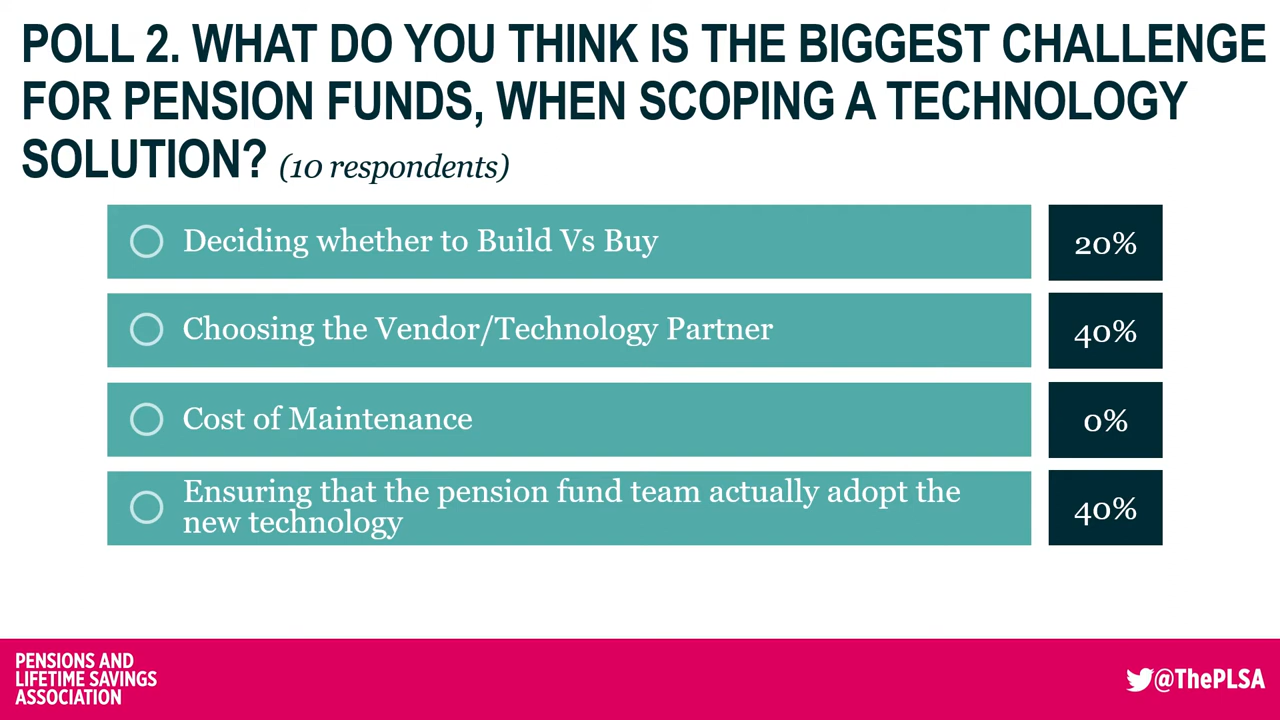 POLL 2. WHAT DO YOU THINK IS THE BIGGEST CHALLENGE
FOR PENSION FUNDS, WHEN SCOPING A TECHNOLOGY
SOLUTION? (10 respondents)
Deciding whether to Build Vs Buy 20%
Choosing the Vendor/Technology Partner 40%
Cost of Maintenance 0%
Ensuring that the pension fund team actually adopt the
new technology 40%
PENSIONS AND
LIFETIME SAVINGS
ASSOCIATION
@ThePLSA